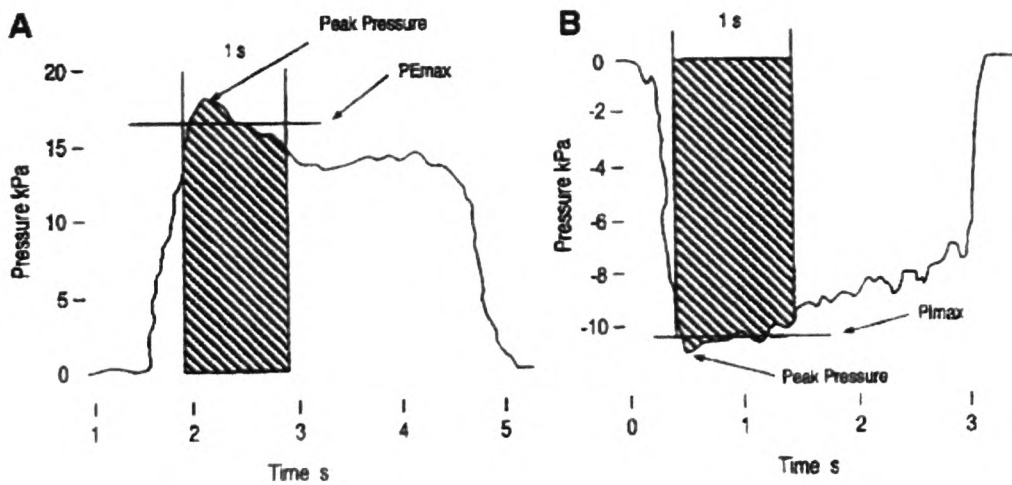 A
Peak Pressure
1 s
PEmax
20
15
10
5
0
Pressure kPa
1
2
3
4
5
Time s
B
1 s
0
-2
-4
-6
-8
-10
Pressure kPa
PImax
Peak Pressure
0
1
2
3
Time s